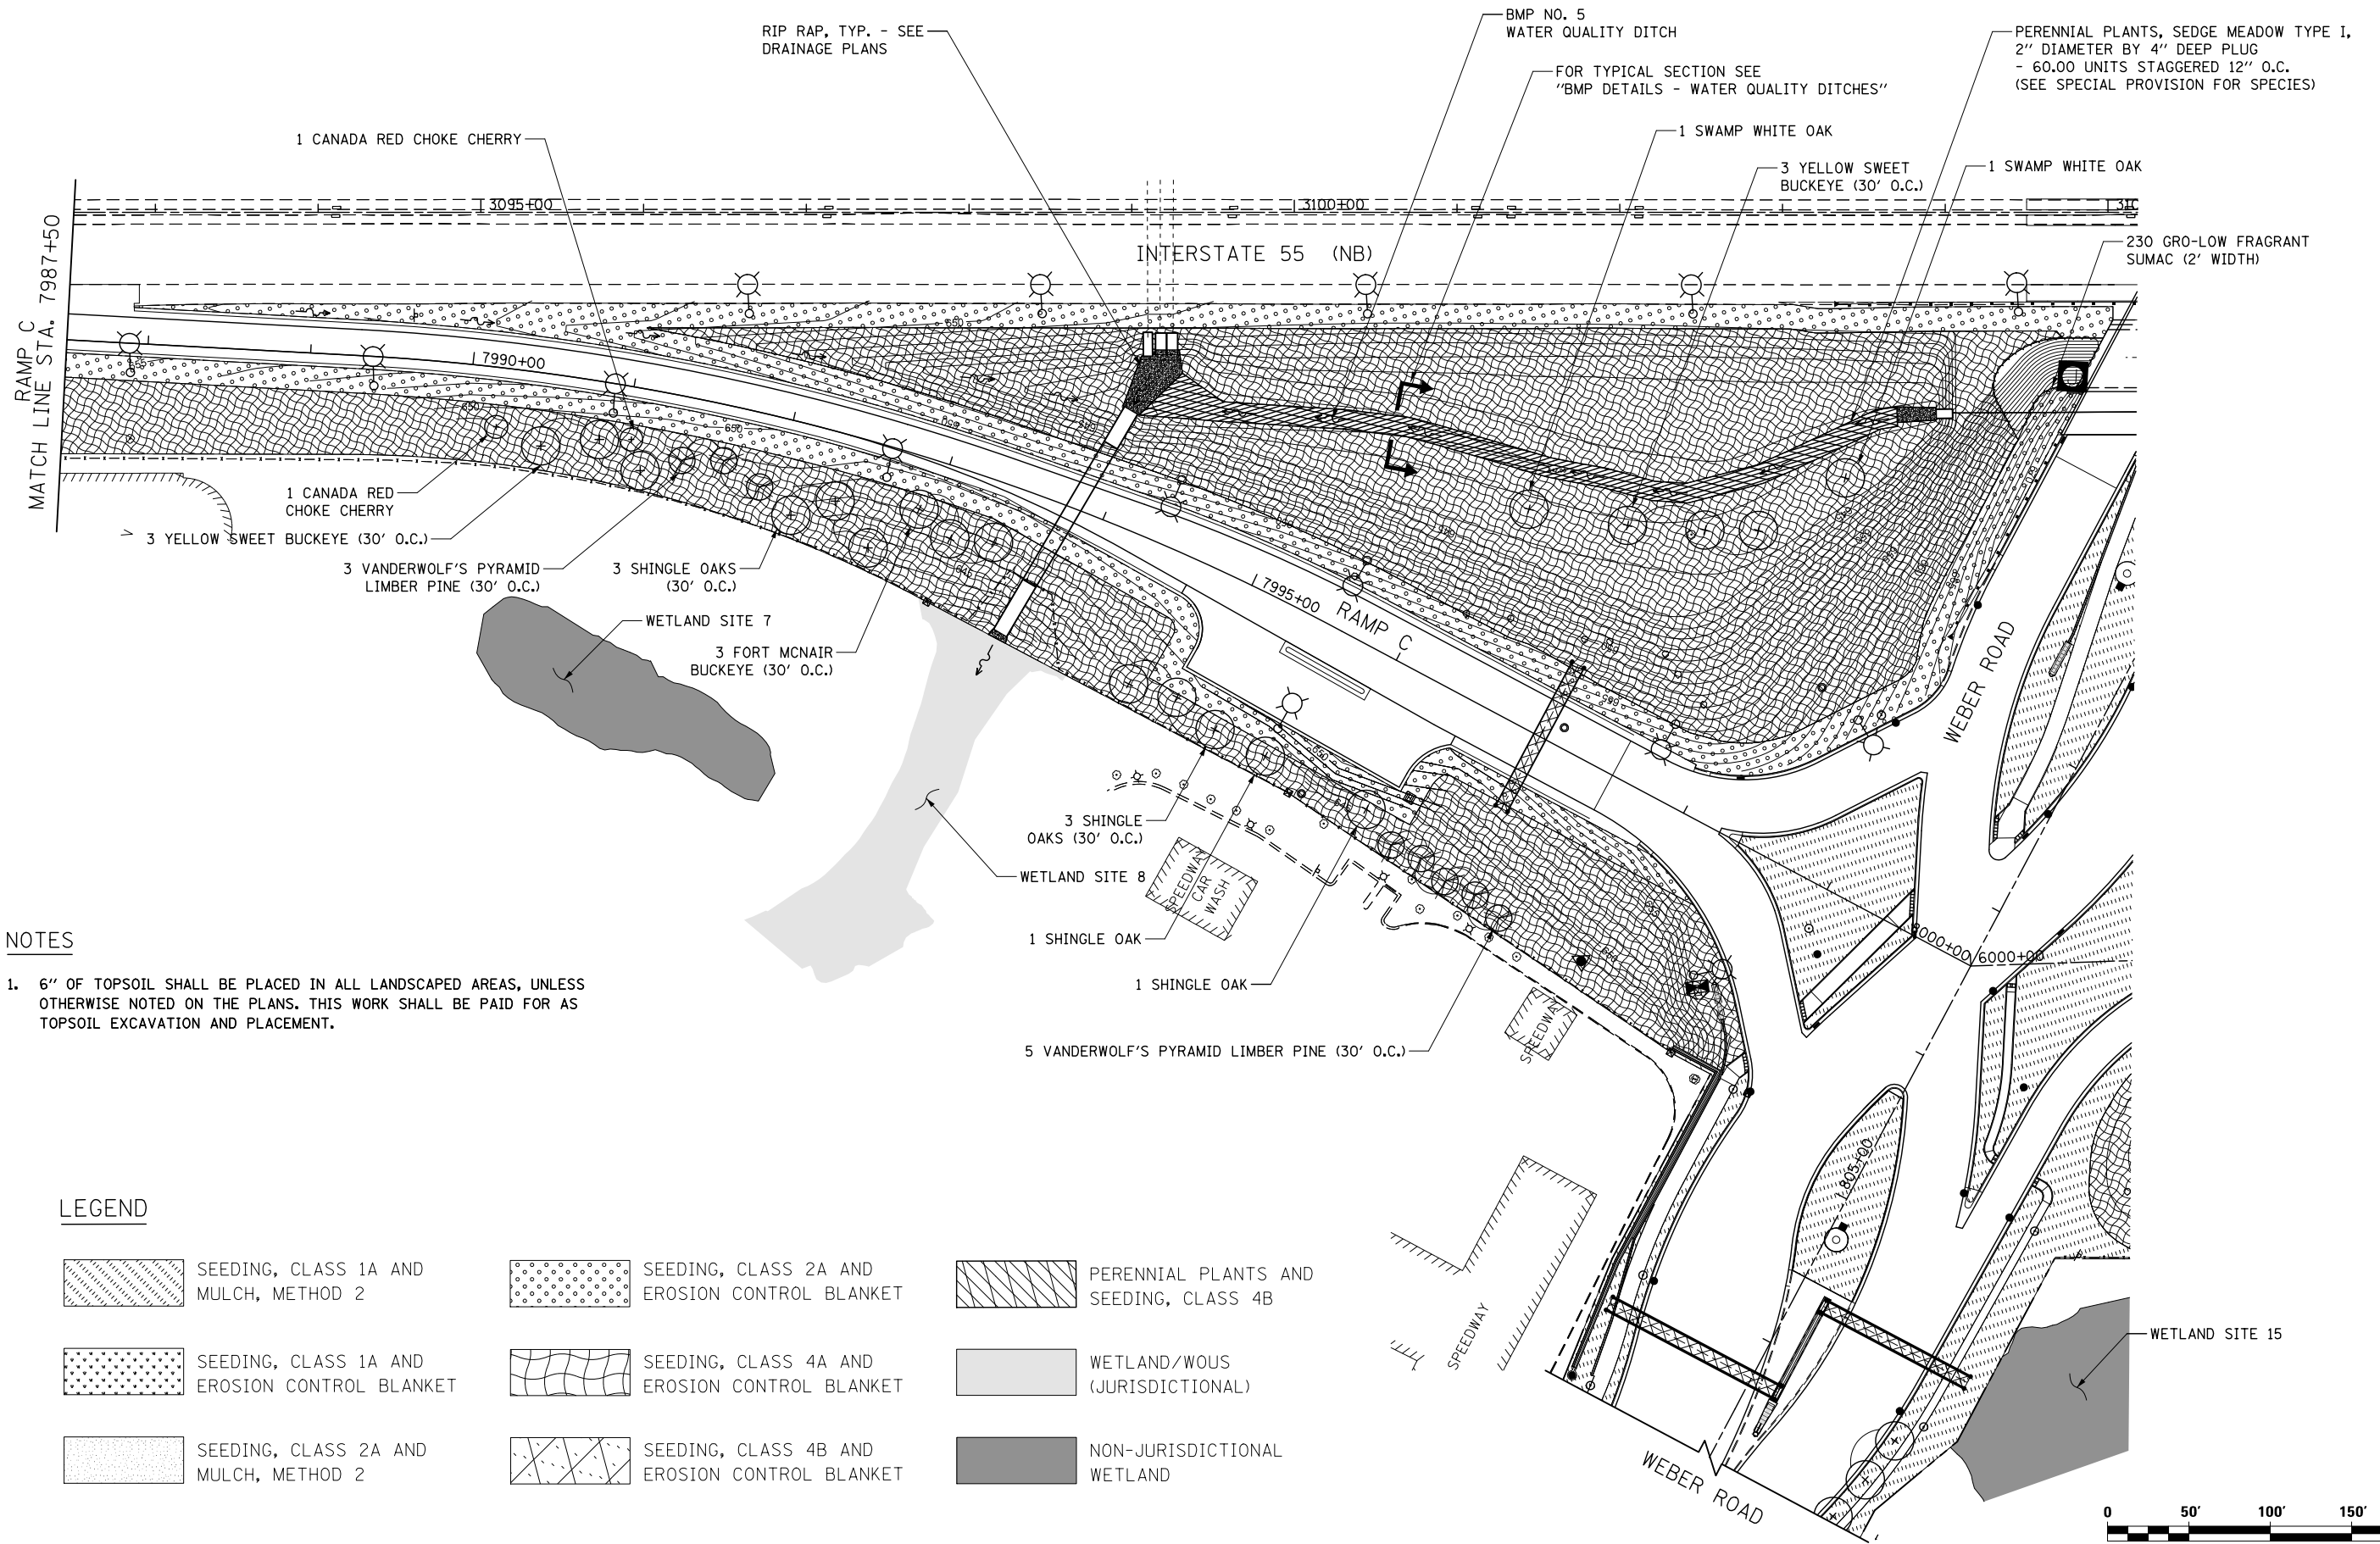 RIP RAP, TYP. - SEE
DRAINAGE PLANS
BMP NO. 5
WATER QUALITY DITCH
FOR TYPICAL SECTION SEE
"BMP DETAILS - WATER QUALITY DITCHES"
PERENNIAL PLANTS, SEDGE MEADOW TYPE I,
2" DIAMETER BY 4" DEEP PLUG
- 60.00 UNITS STAGGERED 12" O.C.
(SEE SPECIAL PROVISION FOR SPECIES)
1 CANADA RED CHOKE CHERRY
1 SWAMP WHITE OAK
3 YELLOW SWEET
BUCKEYE (30' O.C.)
1 SWAMP WHITE OAK
230 GRO-LOW FRAGRANT
SUMAC (2' WIDTH)
3095+00
3100+00
310
INTERSTATE 55 (NB)
RAMP C
MATCH LINE STA. 7987+50
7990+00
650
650
650
650
1 CANADA RED
CHOKE CHERRY
3 YELLOW SWEET BUCKEYE (30' O.C.)
3 VANDERWOLF'S PYRAMID
LIMBER PINE (30' O.C.)
3 SHINGLE OAKS
(30' O.C.)
WETLAND SITE 7
3 FORT MCNAIR
BUCKEYE (30' O.C.)
7995+00
RAMP C
WEBER ROAD
3 SHINGLE
OAKS (30' O.C.)
WETLAND SITE 8
SPEEDWAY
CAR
WASH
1 SHINGLE OAK
1 SHINGLE OAK
5 VANDERWOLF'S PYRAMID LIMBER PINE (30' O.C.)
SPEEDWAY
8000+00/6000+00
805+00
SPEEDWAY
WEBER ROAD
WETLAND SITE 15
NOTES
1. 6" OF TOPSOIL SHALL BE PLACED IN ALL LANDSCAPED AREAS, UNLESS
OTHERWISE NOTED ON THE PLANS. THIS WORK SHALL BE PAID FOR AS
TOPSOIL EXCAVATION AND PLACEMENT.
LEGEND
SEEDING, CLASS 1A AND
MULCH, METHOD 2
SEEDING, CLASS 2A AND
EROSION CONTROL BLANKET
PERENNIAL PLANTS AND
SEEDING, CLASS 4B
SEEDING, CLASS 1A AND
EROSION CONTROL BLANKET
SEEDING, CLASS 4A AND
EROSION CONTROL BLANKET
WETLAND/WOUS
(JURISDICTIONAL)
SEEDING, CLASS 2A AND
MULCH, METHOD 2
SEEDING, CLASS 4B AND
EROSION CONTROL BLANKET
NON-JURISDICTIONAL
WETLAND
0 50' 100' 150'